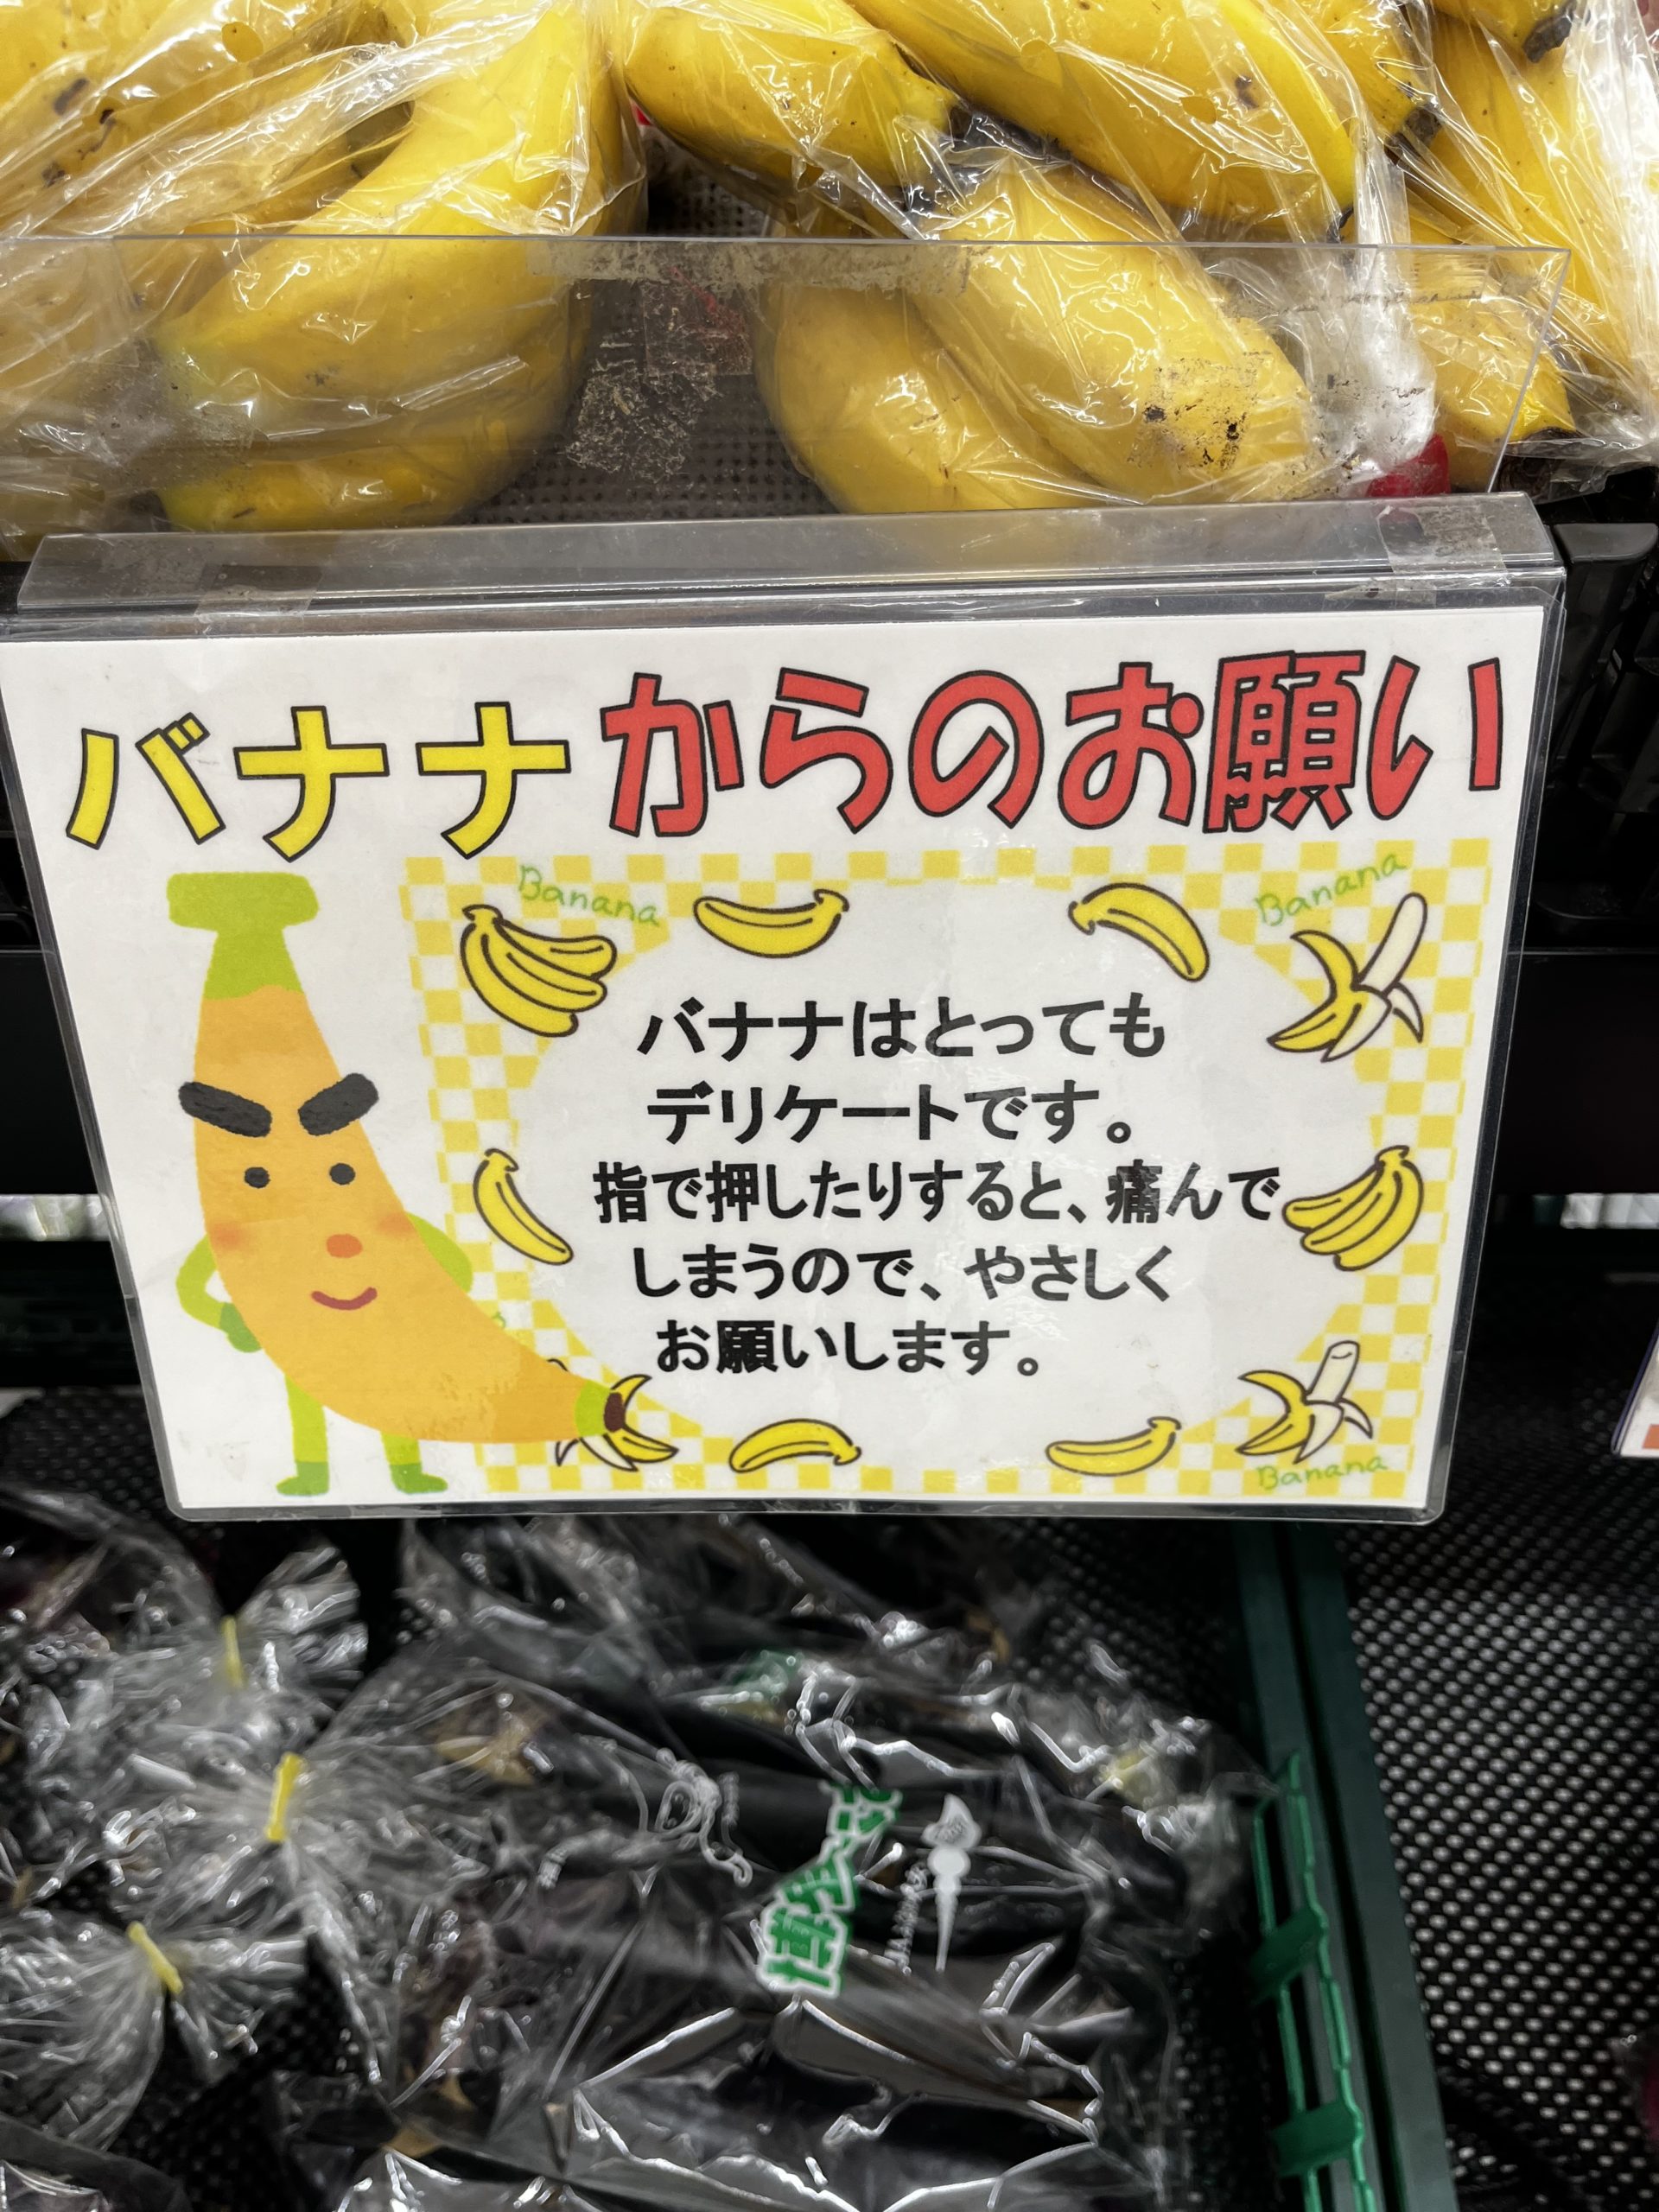 バナナからのお願い
Banana
Banana
バナナはとっても
デリケートです。
指で押したりすると、痛んで
しまうので、やさしく
お願いします。
Banana